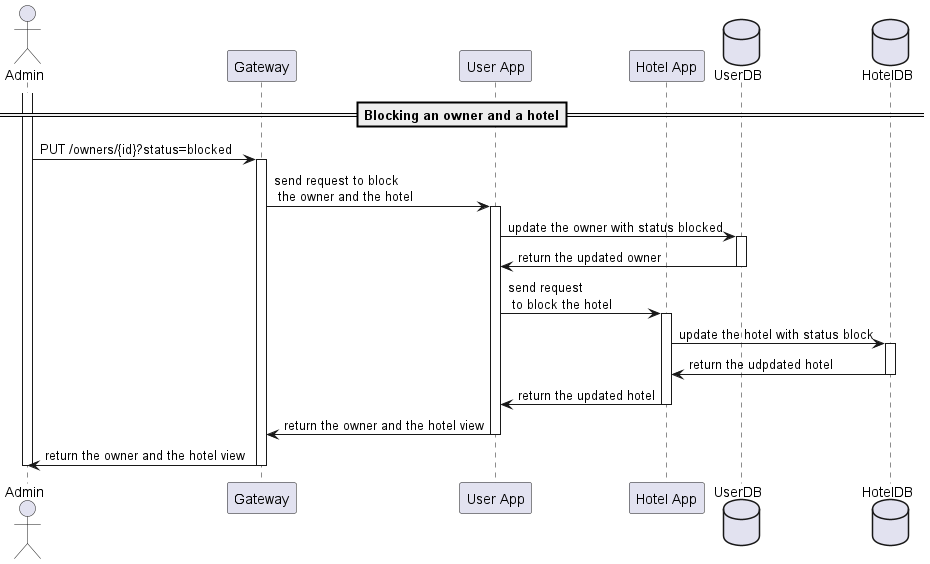 Admin
Gateway
User App
Hotel App
UserDB
HotelDB
Blocking an owner and a hotel
PUT /owners/{id}?status=blocked
send request to block
the owner and the hotel
update the owner with status blocked
return the updated owner
send request
to block the hotel
update the hotel with status block
return the udpdated hotel
return the updated hotel
return the owner and the hotel view
return the owner and the hotel view
Admin
Gateway
User App
Hotel App
UserDB
HotelDB